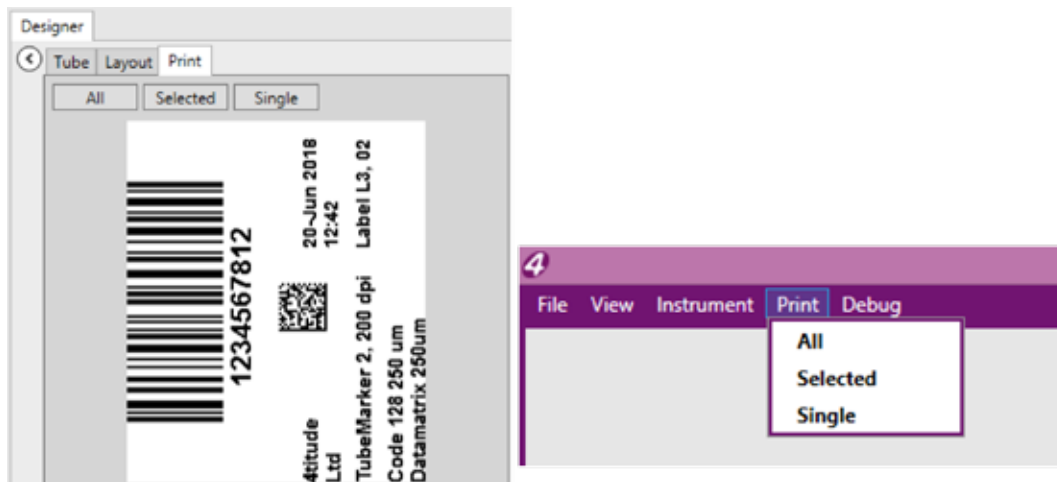 Designer
Tube Layout Print
All Selected Single
1234567812
20-Jun 2018
12:42
Label L3, 02
4titude
Ltd
TubeMarker 2, 200 dpi
Code 128 250 um
Datamatrix 250um
4
File View Instrument Print Debug
All
Selected
Single